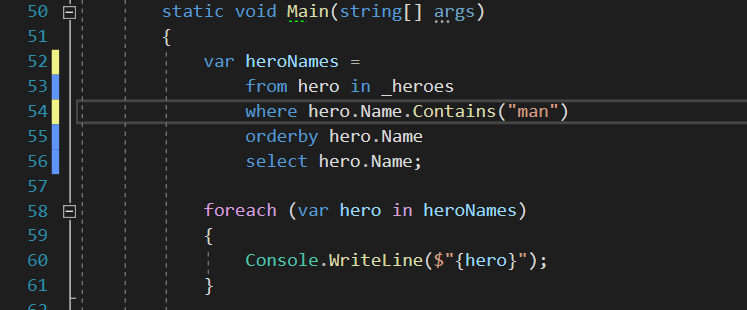 50 static void Main(string[] args)
51 {
52 var heroNames =
53 from hero in _heroes
54 where hero.Name.Contains("man")
55 orderby hero.Name
56 select hero.Name;
57
58 foreach (var hero in heroNames)
59 {
60 Console.WriteLine($"{hero}");
61 }
62